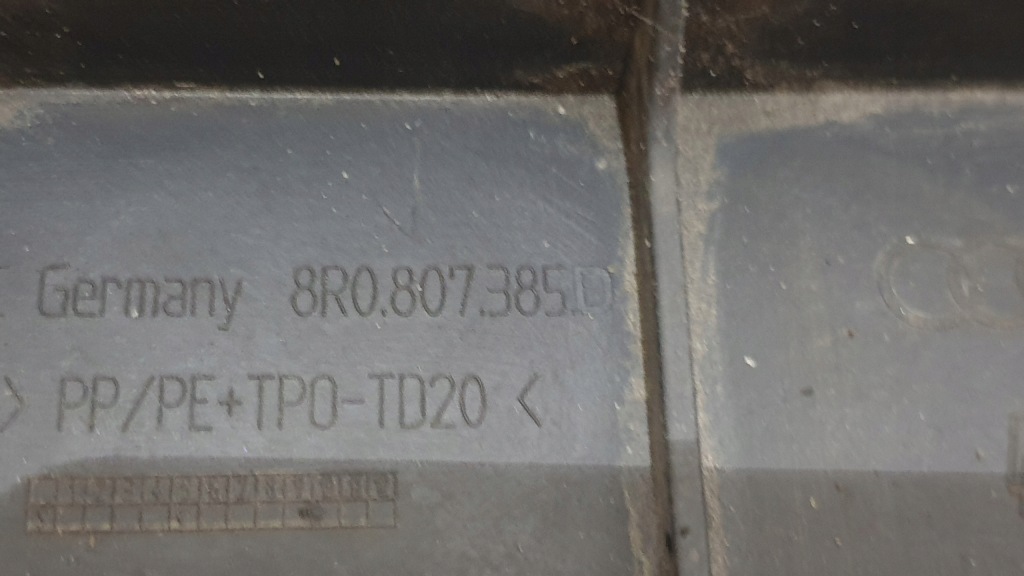 Germany 8R0.807.385.D
> PP/PE+TPO-TD20 <